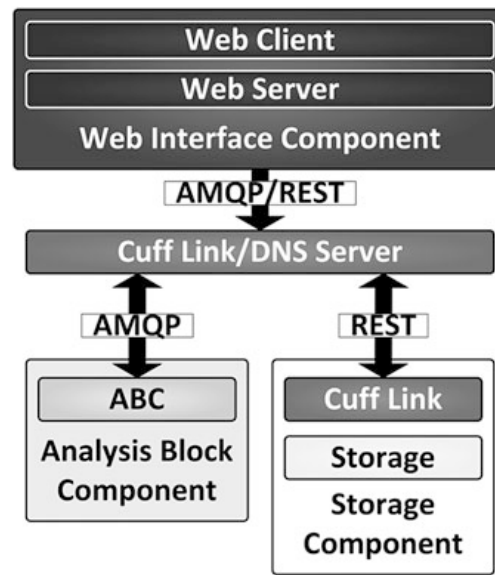 Web Client
Web Server
Web Interface Component
AMQP/REST
Cuff Link/DNS Server
AMQP
REST
ABC
Analysis Block
Component
Cuff Link
Storage
Storage
Component